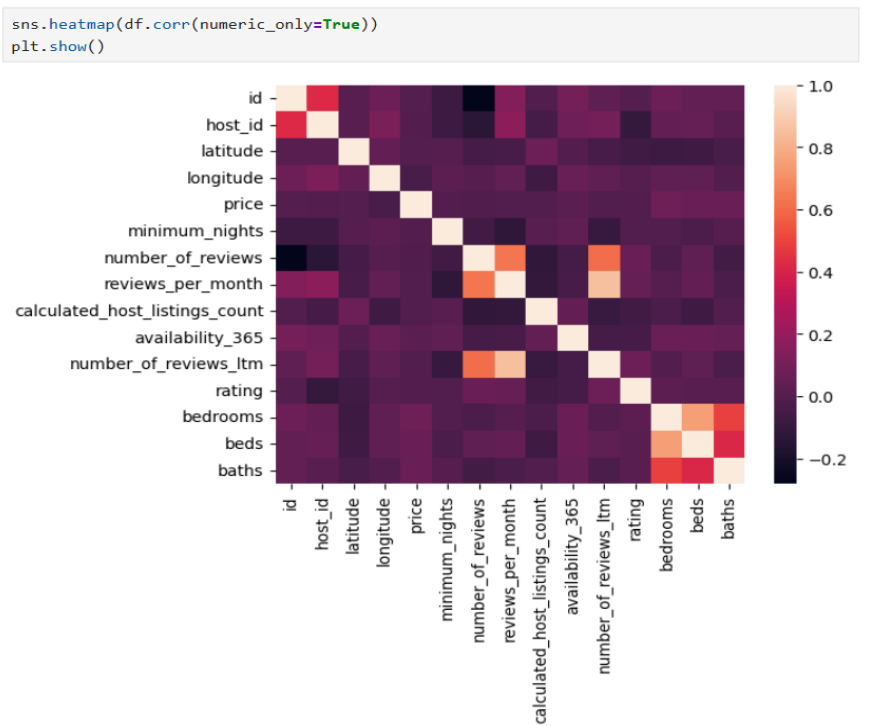 sns.heatmap(df.corr(numeric_only=True))
plt.show()
id
host_id
latitude
longitude
price
minimum_nights
number_of_reviews
reviews_per_month
calculated_host_listings_count
availability_365
number_of_reviews_ltm
rating
bedrooms
beds
baths
1.0
0.8
0.6
0.4
0.2
0.0
−0.2
id
host_id
latitude
longitude
price
minimum_nights
number_of_reviews
reviews_per_month
calculated_host_listings_count
availability_365
number_of_reviews_ltm
rating
bedrooms
beds
baths